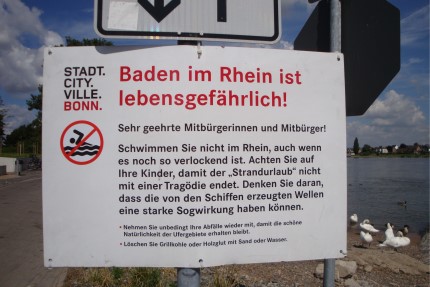 STADT.
CITY.
VILLE.
BONN.
Baden im Rhein ist
lebensgefährlich!
Sehr geehrte Mitbürgerinnen und Mitbürger!
Schwimmen Sie nicht im Rhein, auch wenn
es noch so verlockend ist. Achten Sie auf
Ihre Kinder, damit der „Strandurlaub“ nicht
mit einer Tragödie endet. Denken Sie daran,
dass die von den Schiffen erzeugten Wellen
eine starke Sogwirkung haben können.
• Nehmen Sie unbedingt Ihre Abfälle wieder mit, damit die schöne
Natürlichkeit der Ufergebiete erhalten bleibt.
• Löschen Sie Grillkohle oder Holzglut mit Sand oder Wasser.